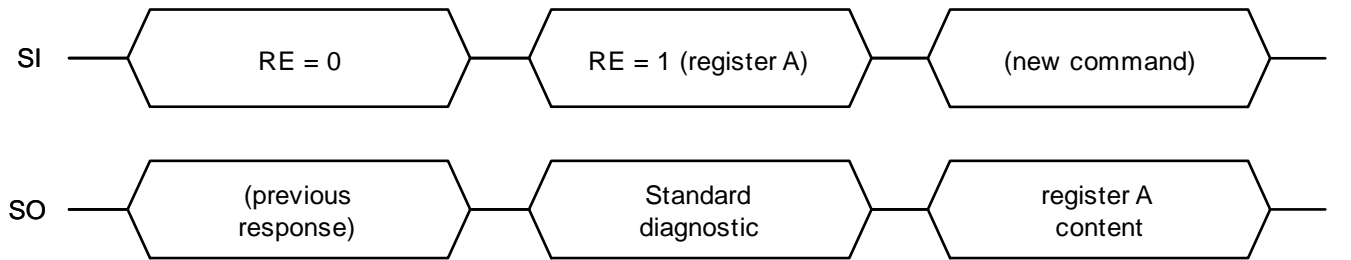 SI
RE = 0
RE = 1 (register A)
(new command)
SO
(previous
response)
Standard
diagnostic
register A
content